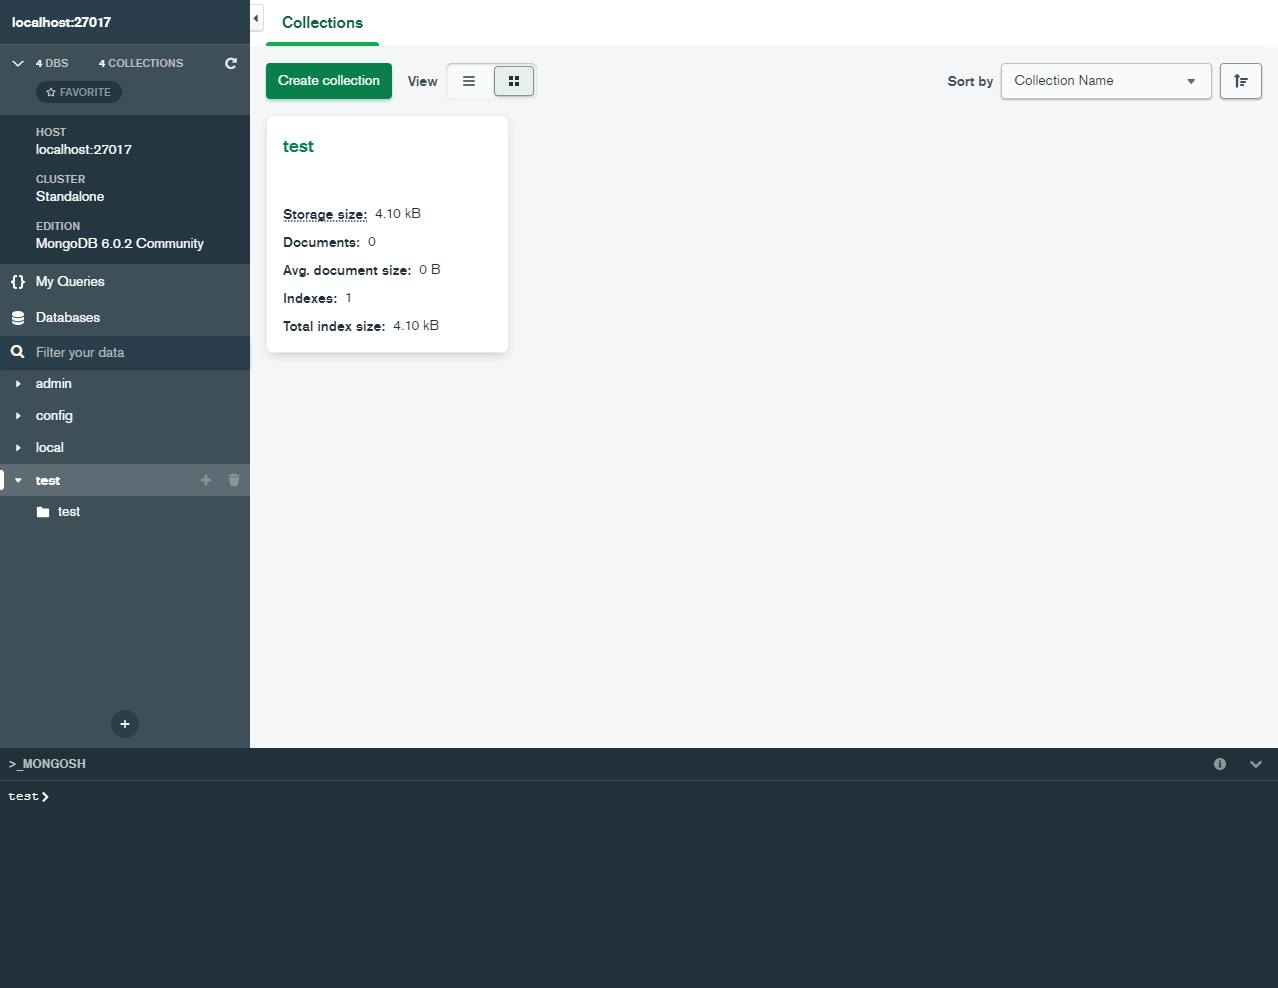 localhost:27017
4 DBS 4 COLLECTIONS
FAVORITE
HOST
localhost:27017
CLUSTER
Standalone
EDITION
MongoDB 6.0.2 Community
{} My Queries
Databases
Filter your data
admin
config
local
test
test
Collections
Create collection View Sort by Collection Name
test
Storage size: 4.10 kB
Documents: 0
Avg. document size: 0 B
Indexes: 1
Total index size: 4.10 kB
>_MONGOSH
test>